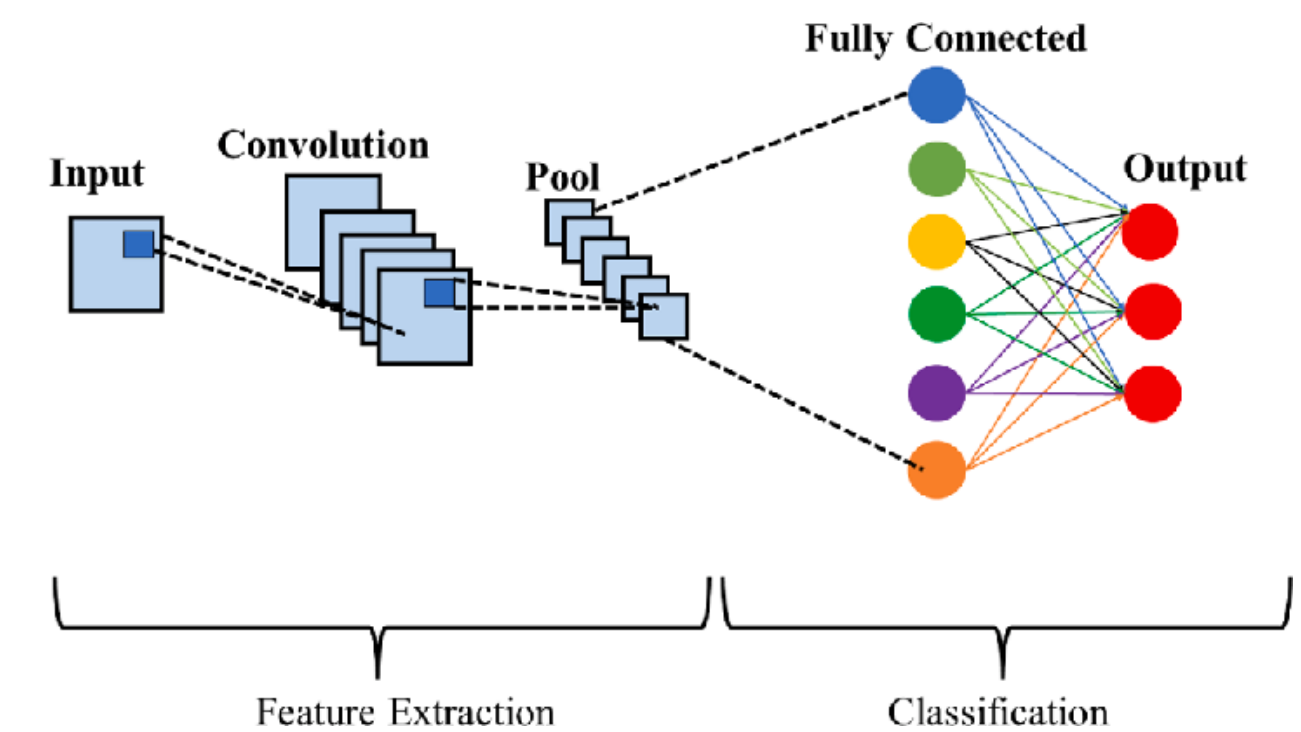 Fully Connected
Convolution
Input
Pool
Output
Feature Extraction
Classification